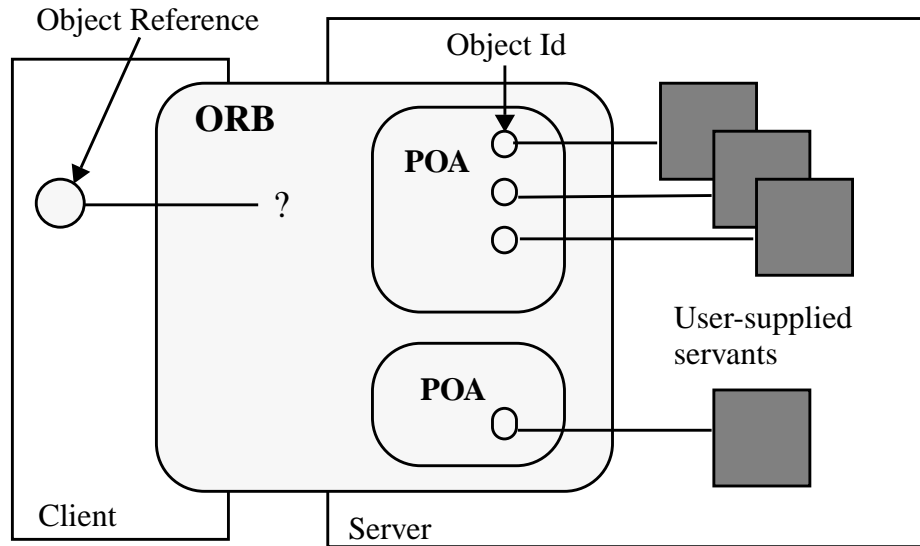 Object Reference
Object Id
ORB
POA
?
User-supplied
servants
POA
Client
Server